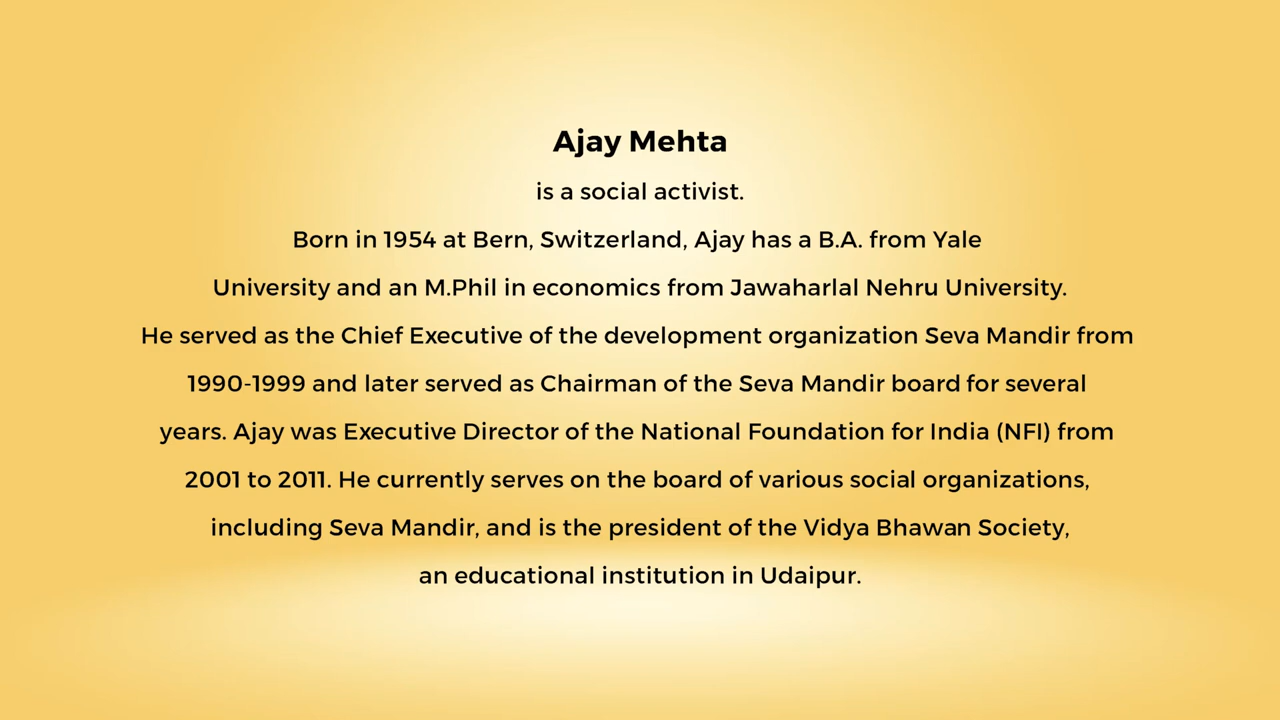 Ajay Mehta
is a social activist.
Born in 1954 at Bern, Switzerland, Ajay has a B.A. from Yale
University and an M.Phil in economics from Jawaharlal Nehru University.
He served as the Chief Executive of the development organization Seva Mandir from
1990-1999 and later served as Chairman of the Seva Mandir board for several
years. Ajay was Executive Director of the National Foundation for India (NFI) from
2001 to 2011. He currently serves on the board of various social organizations,
including Seva Mandir, and is the president of the Vidya Bhawan Society,
an educational institution in Udaipur.